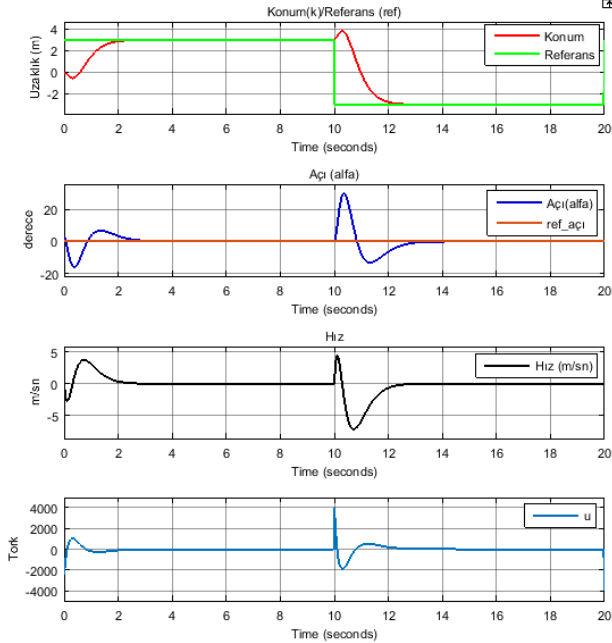 Konum(k)/Referans (ref)
Uzaklık (m)
4
2
0
-2
Konum
Referans
0 2 4 6 8 10 12 14 16 18 20
Time (seconds)
Açı (alfa)
derece
20
0
-20
Açı(alfa)
ref_açı
0 2 4 6 8 10 12 14 16 18 20
Time (seconds)
Hız
m/sn
5
0
-5
Hız (m/sn)
0 2 4 6 8 10 12 14 16 18 20
Time (seconds)
Tork
4000
2000
0
-2000
-4000
u
0 2 4 6 8 10 12 14 16 18 20
Time (seconds)